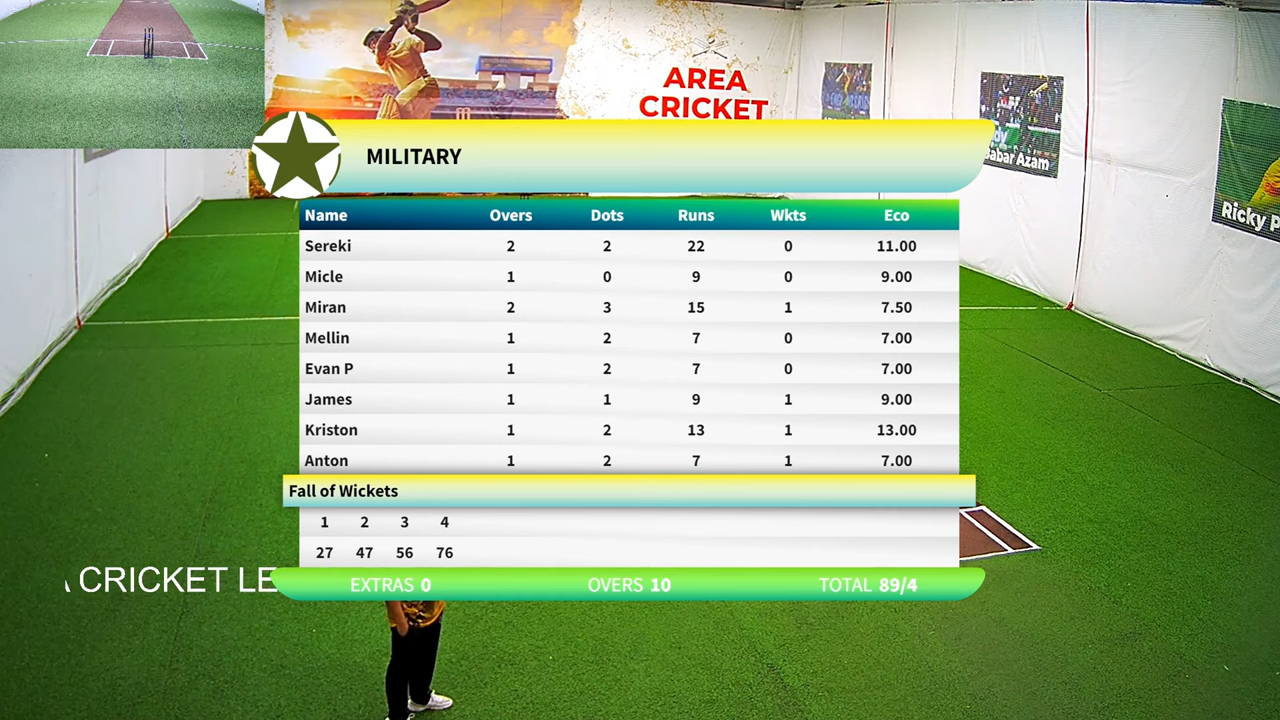 AREA
CRICKET
Babar Azam
Ricky P
MILITARY
Name Overs Dots Runs Wkts Eco
Sereki 2 2 22 0 11.00
Micle 1 0 9 0 9.00
Miran 2 3 15 1 7.50
Mellin 1 2 7 0 7.00
Evan P 1 2 7 0 7.00
James 1 1 9 1 9.00
Kriston 1 2 13 1 13.00
Anton 1 2 7 1 7.00
Fall of Wickets
1 2 3 4
27 47 56 76
CRICKET LE
EXTRAS 0 OVERS 10 TOTAL 89/4